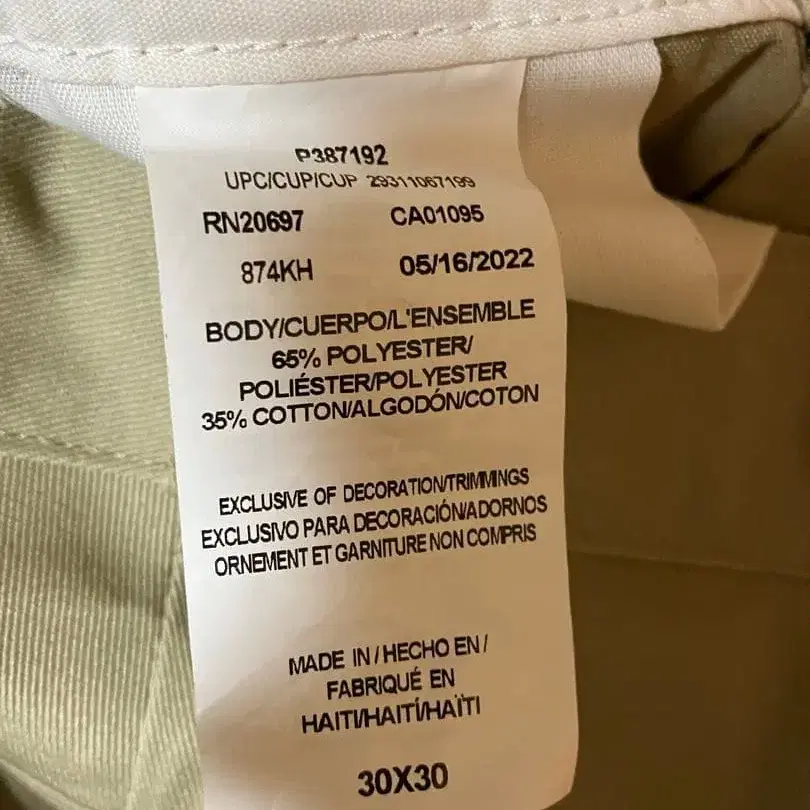 P387192
UPC/CUP/CUP 29311067199
RN20697 CA01095
874KH 05/16/2022
BODY/CUERPO/L'ENSEMBLE
65% POLYESTER/
POLIÉSTER/POLYESTER
35% COTTON/ALGODÓN/COTON
EXCLUSIVE OF DECORATION/TRIMMINGS
EXCLUSIVO PARA DECORACIÓN/ADORNOS
ORNEMENT ET GARNITURE NON COMPRIS
MADE IN / HECHO EN /
FABRIQUÉ EN
HAITI/HAITÍ/HAÏTI
30X30